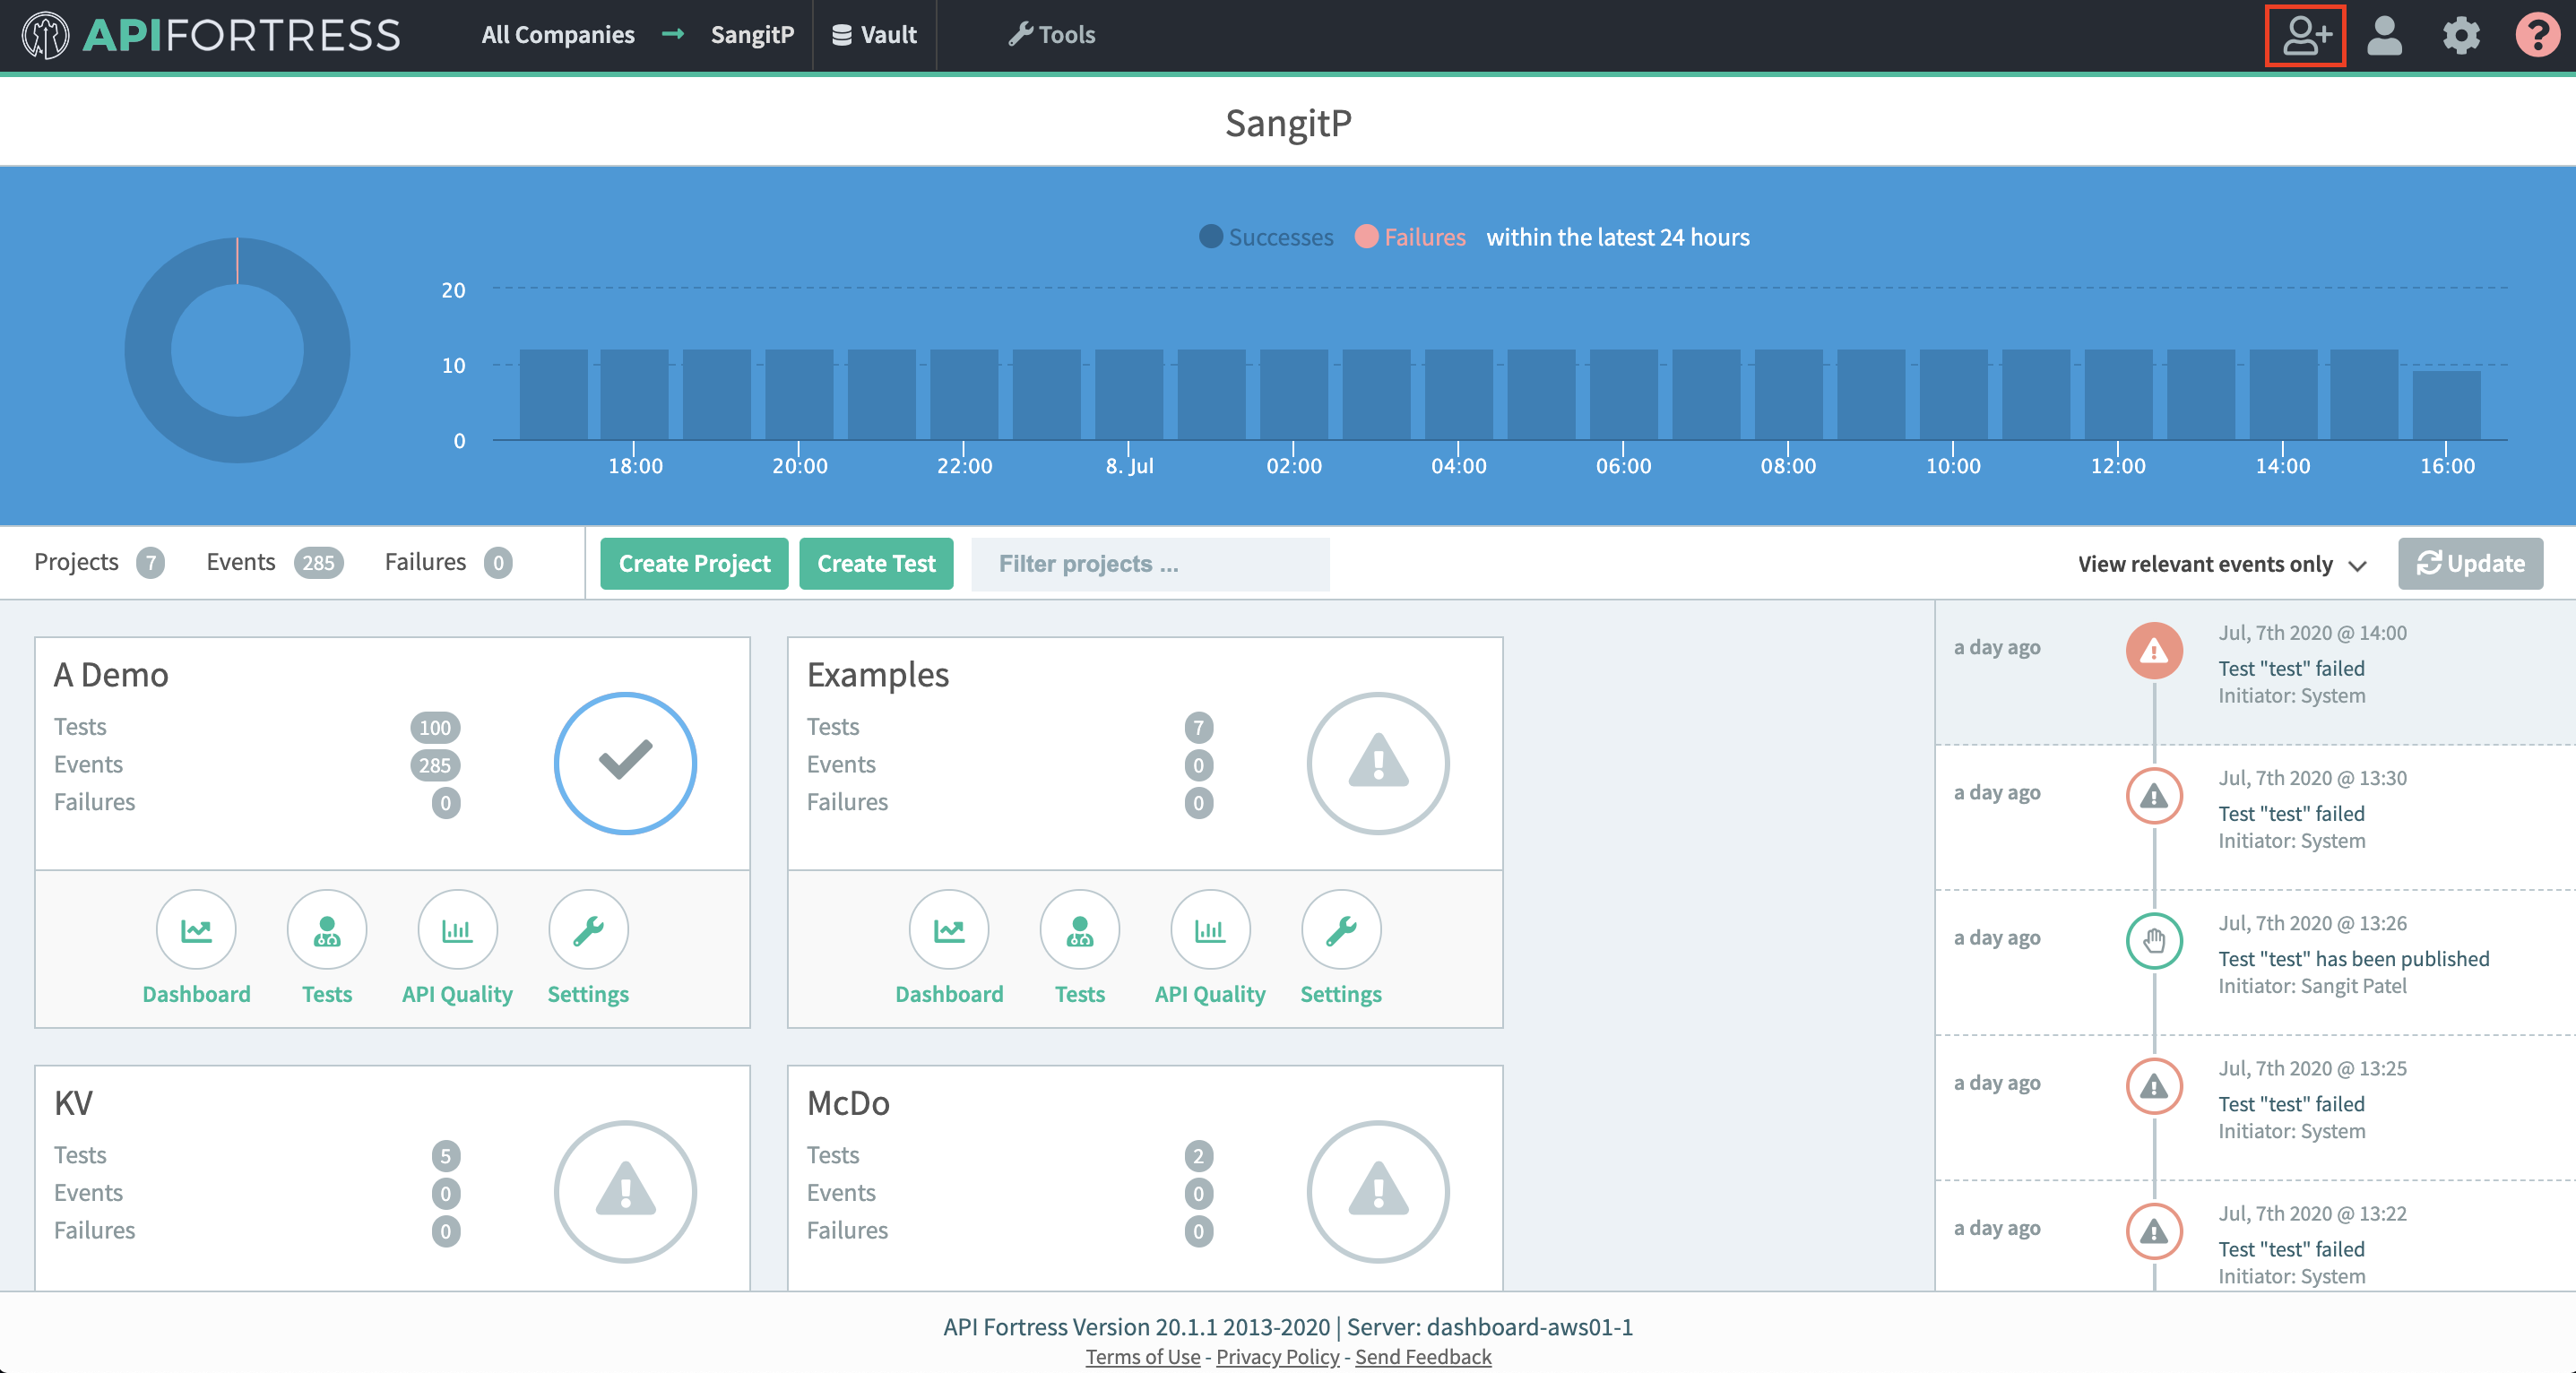 APIFORTRESS All Companies SangitP Vault Tools ?
SangitP
Successes Failures within the latest 24 hours
20
10
0
18:00 20:00 22:00 8. Jul 02:00 04:00 06:00 08:00 10:00 12:00 14:00 16:00
Projects 7 Events 285 Failures 0 Create Project Create Test Filter projects ... View relevant events only Update
A Demo
Tests 100
Events 285
Failures 0
Dashboard Tests API Quality Settings
Examples
Tests 7
Events 0
Failures 0
Dashboard Tests API Quality Settings
KV
Tests 5
Events 0
Failures 0
McDo
Tests 2
Events 0
Failures 0
a day ago
Jul, 7th 2020 @ 14:00
Test "test" failed
Initiator: System
a day ago
Jul, 7th 2020 @ 13:30
Test "test" failed
Initiator: System
a day ago
Jul, 7th 2020 @ 13:26
Test "test" has been published
Initiator: Sangit Patel
a day ago
Jul, 7th 2020 @ 13:25
Test "test" failed
Initiator: System
a day ago
Jul, 7th 2020 @ 13:22
Test "test" failed
Initiator: System
API Fortress Version 20.1.1 2013-2020 | Server: dashboard-aws01-1
Terms of Use - Privacy Policy - Send Feedback